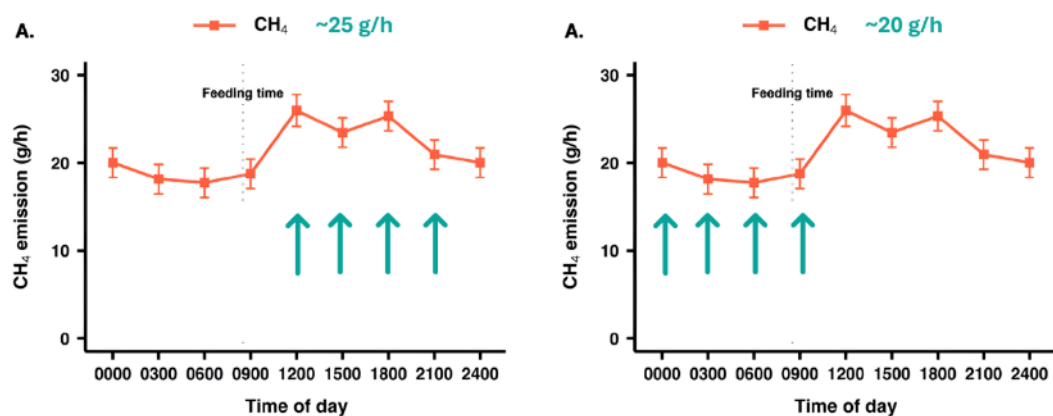 A.
CH₄ ~25 g/h
CH₄ emission (g/h)
30
20
10
0
Feeding time
0000 0300 0600 0900 1200 1500 1800 2100 2400
Time of day
A.
CH₄ ~20 g/h
CH₄ emission (g/h)
30
20
10
0
Feeding time
0000 0300 0600 0900 1200 1500 1800 2100 2400
Time of day